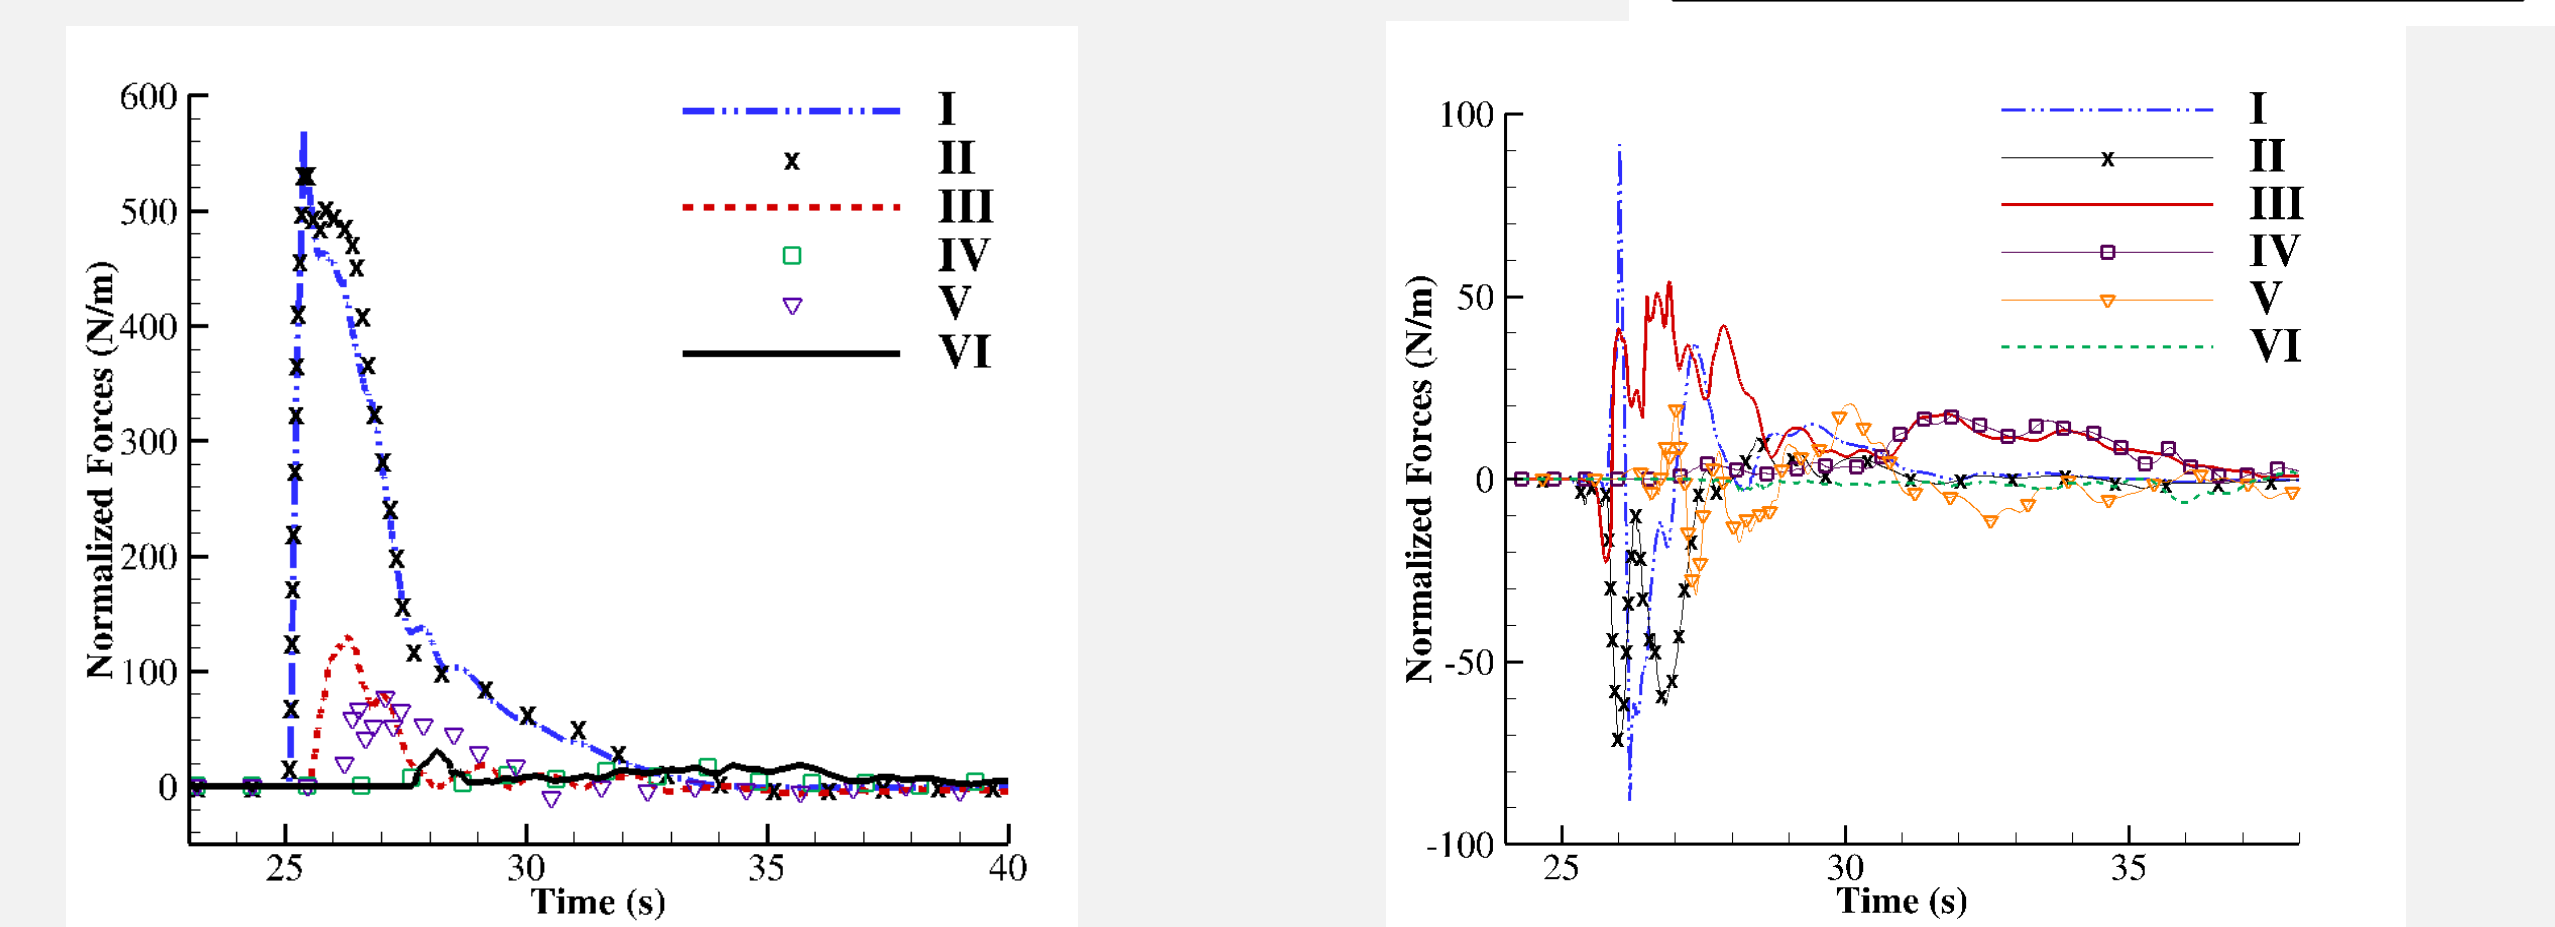 Normalized Forces (N/m)
600
500
400
300
200
100
0
25 30 35 40
Time (s)
I
II
III
IV
V
VI
Normalized Forces (N/m)
100
50
0
-50
-100
25 30 35
Time (s)
I
II
III
IV
V
VI